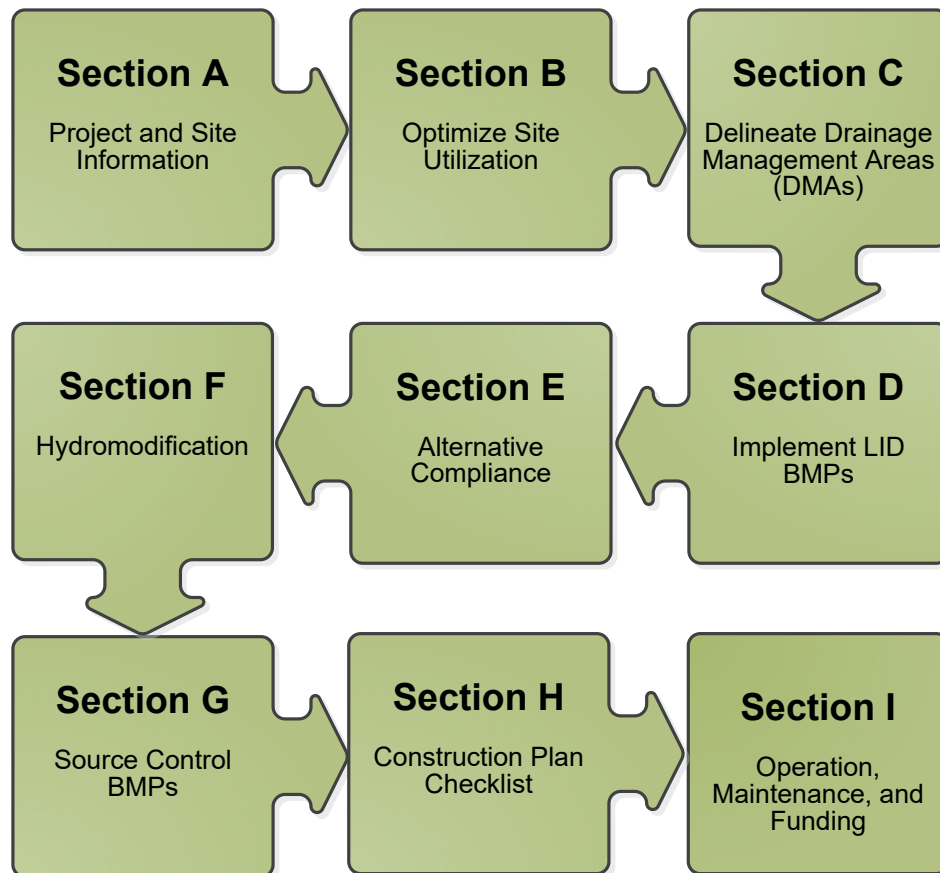 Section A
Project and Site
Information
Section B
Optimize Site
Utilization
Section C
Delineate Drainage
Management Areas
(DMAs)
Section F
Hydromodification
Section E
Alternative
Compliance
Section D
Implement LID
BMPs
Section G
Source Control
BMPs
Section H
Construction Plan
Checklist
Section I
Operation,
Maintenance, and
Funding